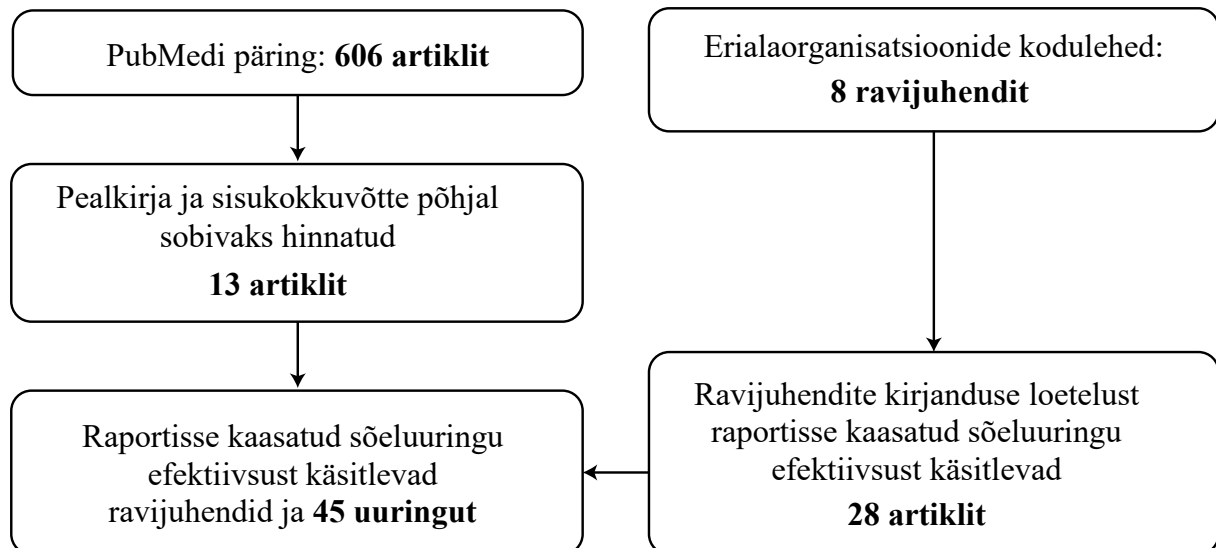 PubMedi päring: 606 artiklit
Pealkirja ja sisukokkuvõtte põhjal
sobivaks hinnatud
13 artiklit
Raportisse kaasatud sõeluuringu
efektiivsust käsitlevad
ravijuhendid ja 45 uuringut
Erialaorganisatsioonide kodulehed:
8 ravijuhendit
Ravijuhendite kirjanduse loetelust
raportisse kaasatud sõeluuringu
efektiivsust käsitlevad
28 artiklit